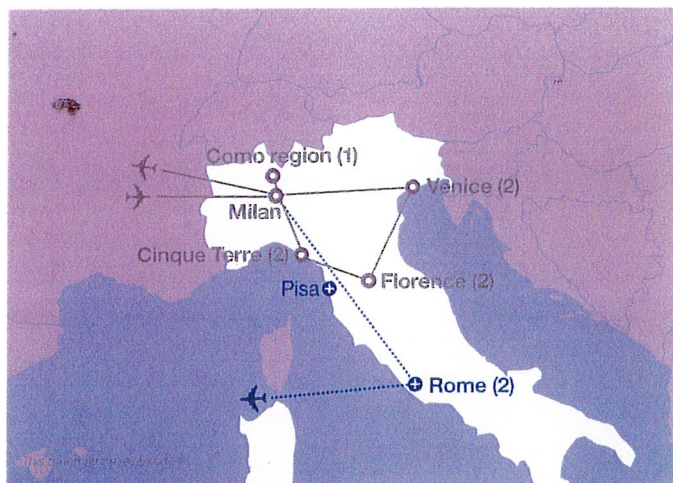 Como region (1)
Milan
Venice (2)
Cinque Terre (2)
Pisa
Florence (2)
Rome (2)